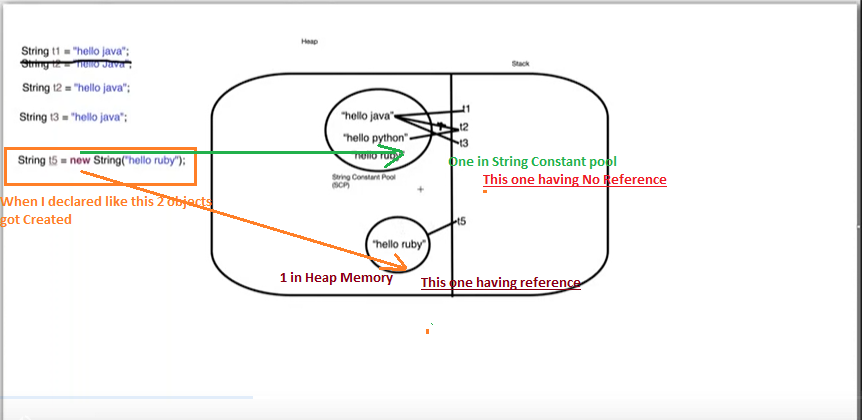 Heap
String t1 = "hello java";
String t2 = "hello Java";
Stack
String t2 = "hello java";
"hello java"
t1
String t3 = "hello java";
t2
"hello python"
t3
"hello ruby"
String t5 = new String("hello ruby");
One in String Constant pool
String Constant Pool
(SCP)
This one having No Reference
When I declared like this 2 objects
got Created
t5
"hello ruby"
1 in Heap Memory
This one having reference